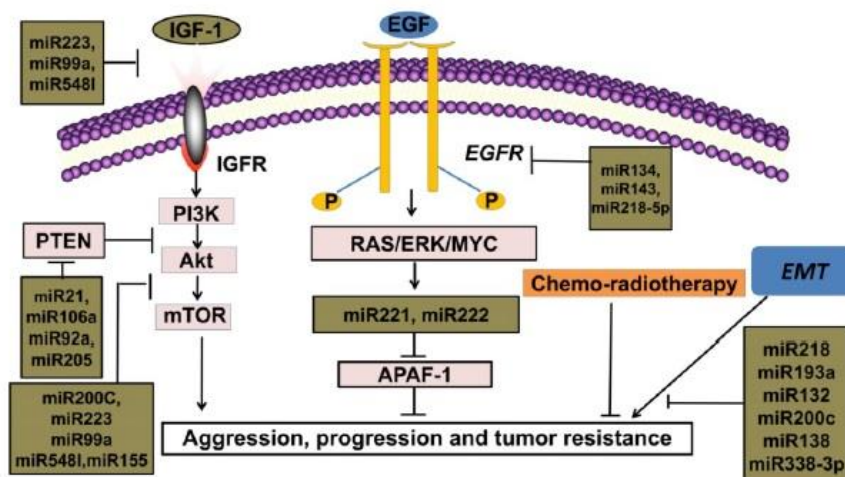 IGF-1
EGF
miR223,
miR99a,
miR548l
IGFR
EGFR
miR134,
miR143,
miR218-5p
P
P
PI3K
PTEN
Akt
mTOR
miR21,
miR106a
miR92a,
miR205
miR200C,
miR223
miR99a
miR548l,miR155
RAS/ERK/MYC
miR221, miR222
APAF-1
Chemo-radiotherapy
EMT
miR218
miR193a
miR132
miR200c
miR138
miR338-3p
Aggression, progression and tumor resistance